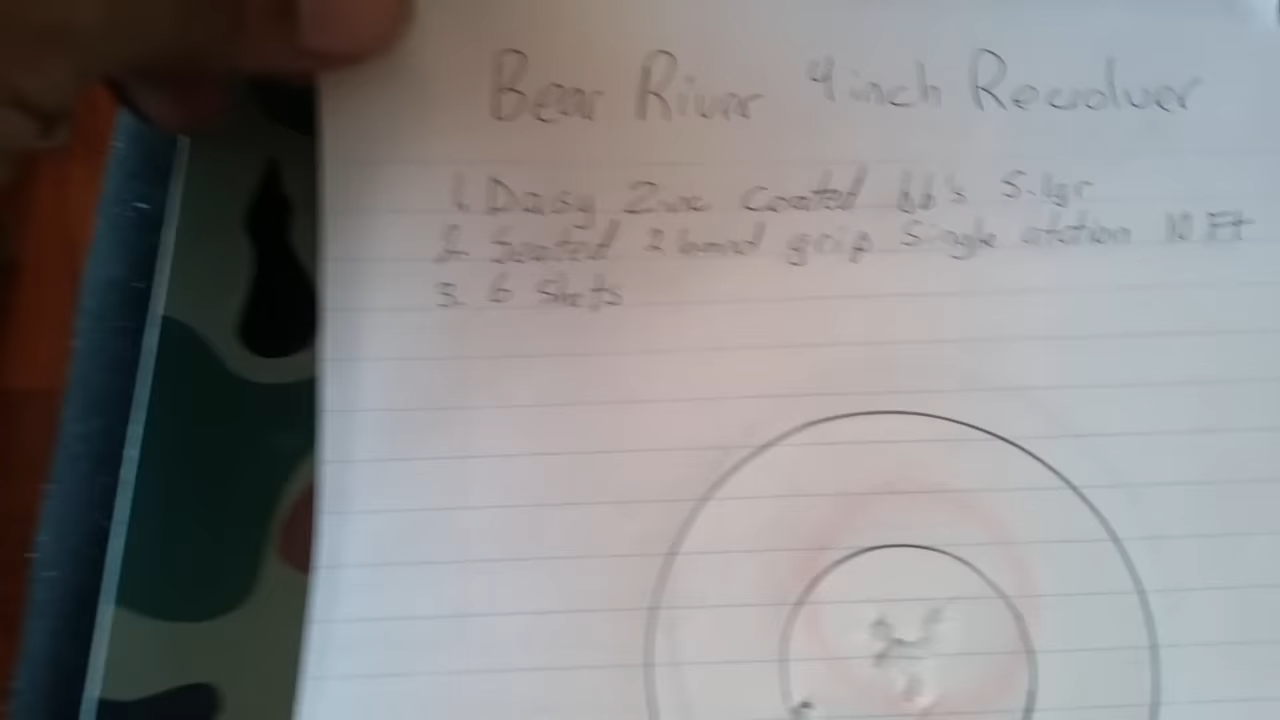 Bear River 4 inch Revolver
1. Daisy Zinc Coated bb's 5.1gr
2. Seated 2 hand grip Single 10 Ft
3. 6 Shots